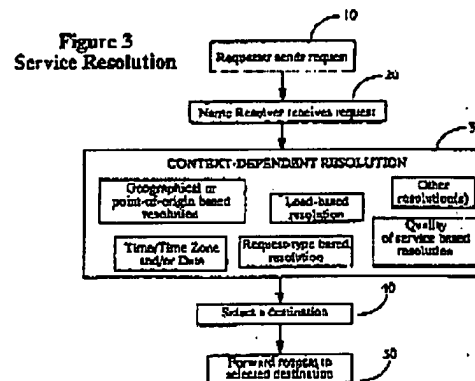 Figure 3
Service Resolution
10
Requester sends request
20
Name Resolver receives request
3
CONTEXT-DEPENDENT RESOLUTION
Geographical or
point-of-origin based
resolution
Load-based
resolution
Other
resolution(s)
Time/Time Zone
and/or Date
Request-type based
resolution
Quality
of service based
resolution
Select a destination
40
Forward request to
selected destination
50